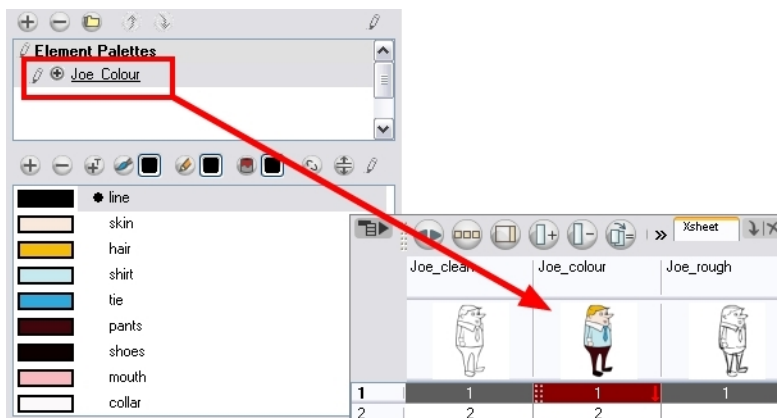 Element Palettes
Joe_Colour
line
skin
hair
shirt
tie
pants
shoes
mouth
collar
Xsheet
Joe_clean Joe_colour Joe_rough
1 1 1 1
2 2 2